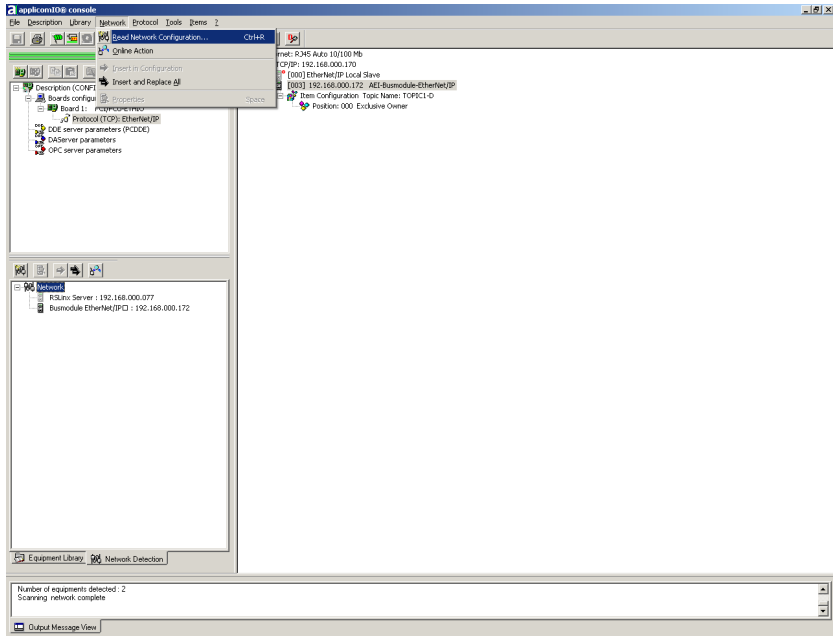 applicomIO® console
File Description Library Network Protocol Tools Items ?
Read Network Configuration... Ctrl+R
Online Action
Insert in Configuration
Insert and Replace All
Properties Space
Description (CONFI
Boards configu
Board 1: PCI/PCU-ETHIO
Protocol (TCP): EtherNet/IP
DDE server parameters (PCDDE)
DAServer parameters
OPC server parameters
rnet: RJ45 Auto 10/100 Mb
TCP/IP: 192.168.000.170
[000] EtherNet/IP Local Slave
[003] 192.168.000.172 AEI-Busmodule-EtherNet/IP
Item Configuration Topic Name: TOPIC1-D
Position: 000 Exclusive Owner
Network
RSLinx Server : 192.168.000.077
Busmodule EtherNet/IP□ : 192.168.000.172
Equipment Library Network Detection
Number of equipments detected : 2
Scanning network complete
Output Message View